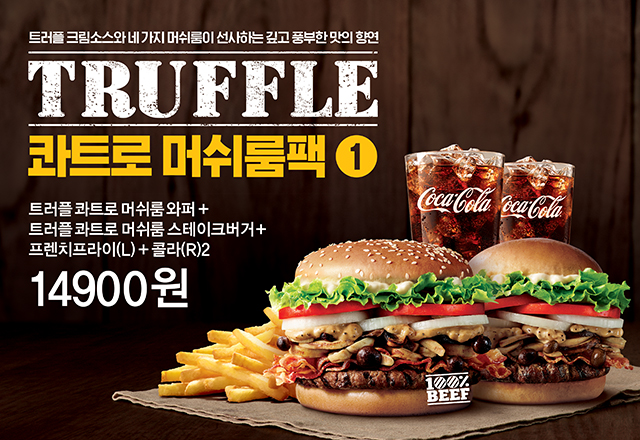 트러플 크림소스와 네 가지 머쉬룸이 선사하는 깊고 풍부한 맛의 향연
TRUFFLE
콰트로 머쉬룸팩 1
트러플 콰트로 머쉬룸 와퍼 +
트러플 콰트로 머쉬룸 스테이크버거 +
프렌치프라이(L) + 콜라(R)2
14900원
Coca-Cola
Coca-Cola
100%
BEEF